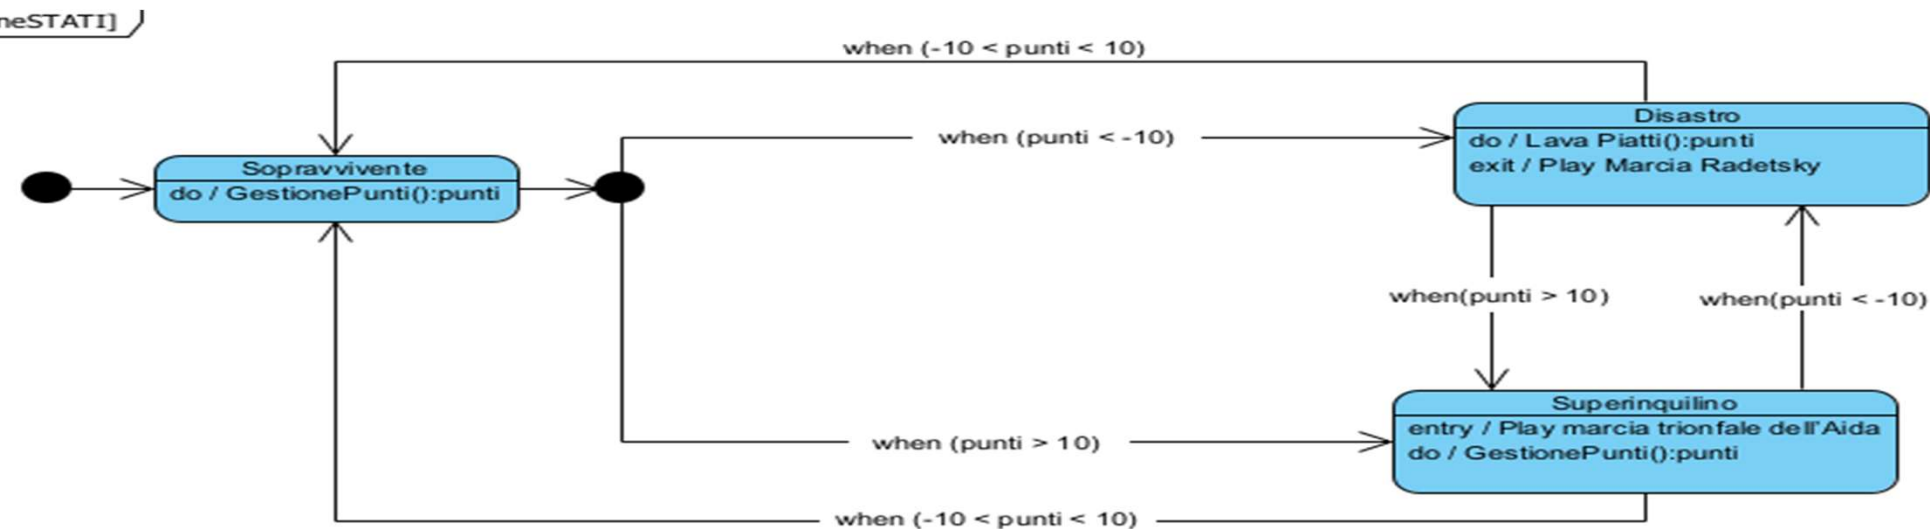 neSTATI]
when (-10 < punti < 10)
Disastro
do / Lava Piatti():punti
exit / Play Marcia Radetsky
when (punti < -10)
Sopravvivente
do / GestionePunti():punti
when(punti > 10)
when(punti < -10)
Superinquilino
entry / Play marcia trionfale dell'Aida
do / GestionePunti():punti
when (punti > 10)
when (-10 < punti < 10)